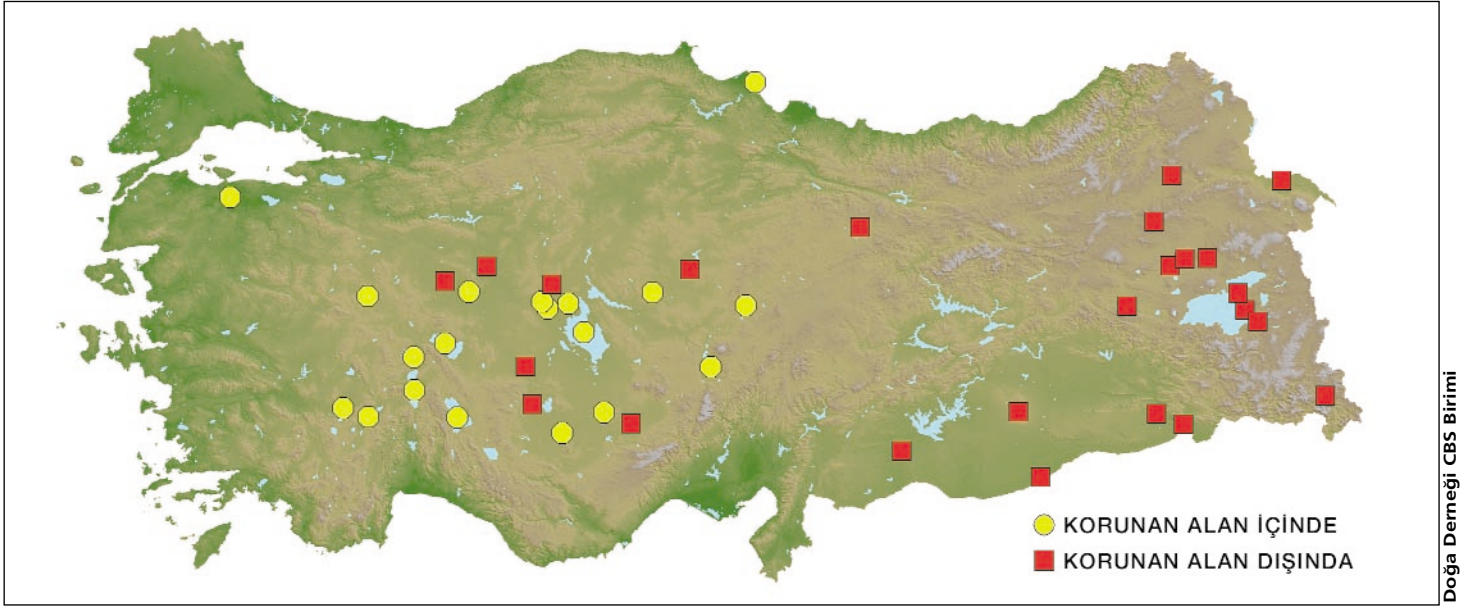 KORUNAN ALAN İÇİNDE
KORUNAN ALAN DIŞINDA
Doğa Derneği CBS Birimi